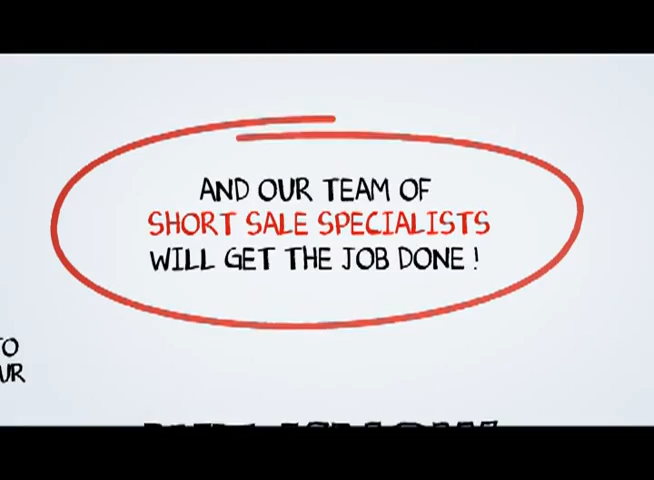 AND OUR TEAM OF
SHORT SALE SPECIALISTS
WILL GET THE JOB DONE !